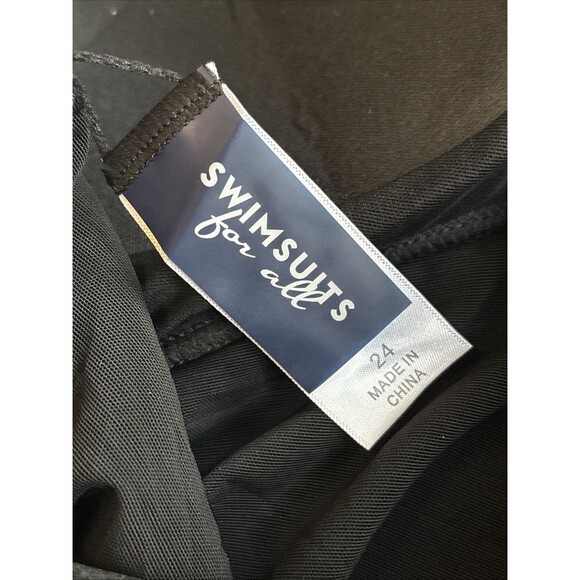 SWIMSUITS
for all
24
MADE IN
CHINA